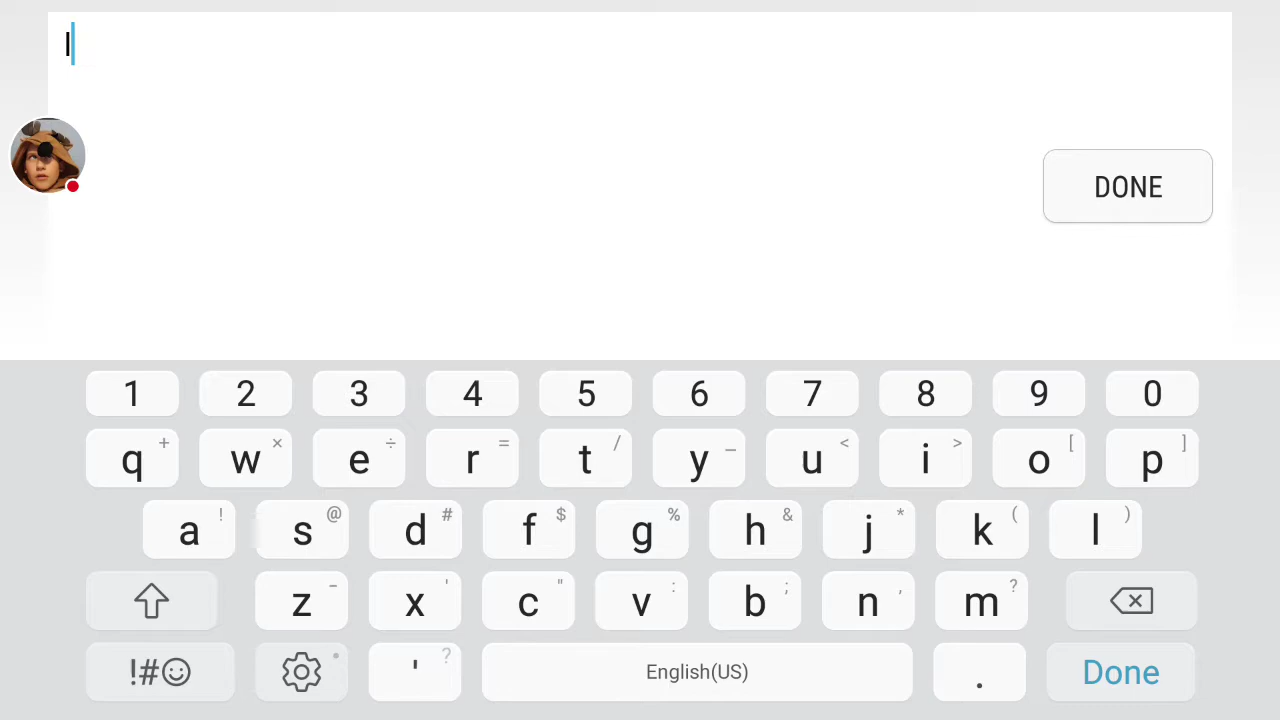 I
DONE
1 2 3 4 5 6 7 8 9 0
q + w × e ÷ r = t / y _ u < i > o [ p ]
a ! s @ d # f $ g % h & j * k ( l )
z - x ' c " v : b ; n , m ?
!#☺ ' ? English(US) . Done